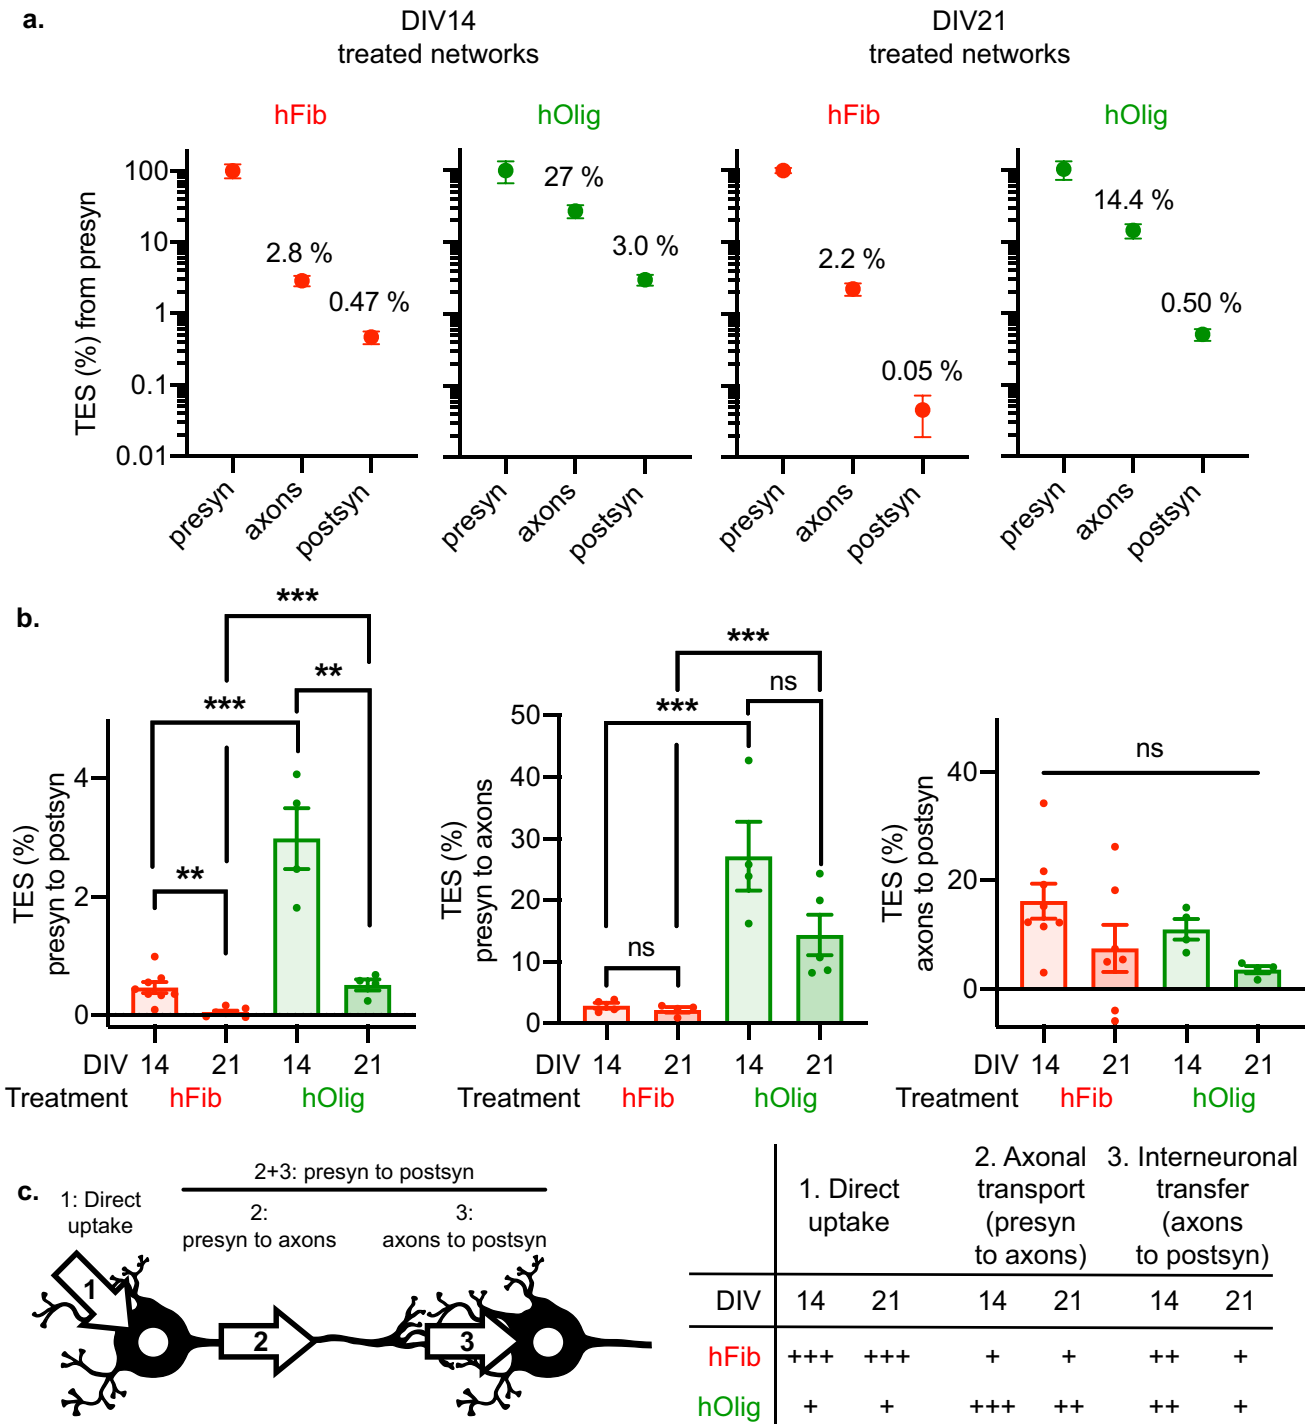 a.
DIV14
treated networks
DIV21
treated networks
hFib
hOlig
hFib
hOlig
TES (%) from presyn
100
10
1
0.1
0.01
2.8 %
0.47 %
27 %
3.0 %
2.2 %
0.05 %
14.4 %
0.50 %
presyn
axons
postsyn
presyn
axons
postsyn
presyn
axons
postsyn
presyn
axons
postsyn
b.
TES (%)
presyn to postsyn
4
2
0
***
**
***
**
DIV 14 21 14 21
Treatment hFib hOlig
TES (%)
presyn to axons
50
40
30
20
10
0
***
ns
***
ns
DIV 14 21 14 21
Treatment hFib hOlig
TES (%)
axons to postsyn
40
20
0
ns
DIV 14 21 14 21
Treatment hFib hOlig
c.
2+3: presyn to postsyn
1: Direct
uptake
2:
presyn to axons
3:
axons to postsyn
1
2
3
1. Direct
uptake
2. Axonal
transport
(presyn
to axons)
3. Interneuronal
transfer
(axons
to postsyn)
DIV 14 21 14 21 14 21
hFib +++ +++ + + ++ +
hOlig + + +++ ++ ++ +